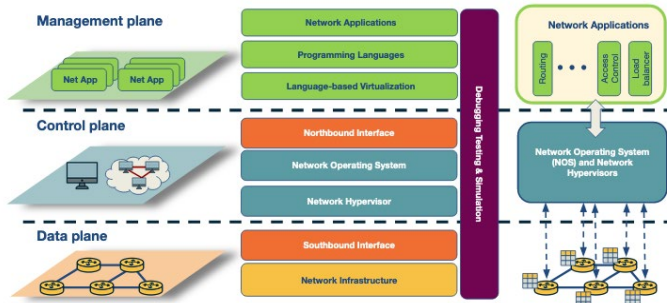 Management plane
Net App
Net App
Network Applications
Programming Languages
Language-based Virtualization
Control plane
Northbound Interface
Network Operating System
Network Hypervisor
Data plane
Southbound Interface
Network Infrastructure
Debugging Testing & Simulation
Network Applications
Routing
Access
Control
Load
balancer
Network Operating System
(NOS) and Network
Hypervisors